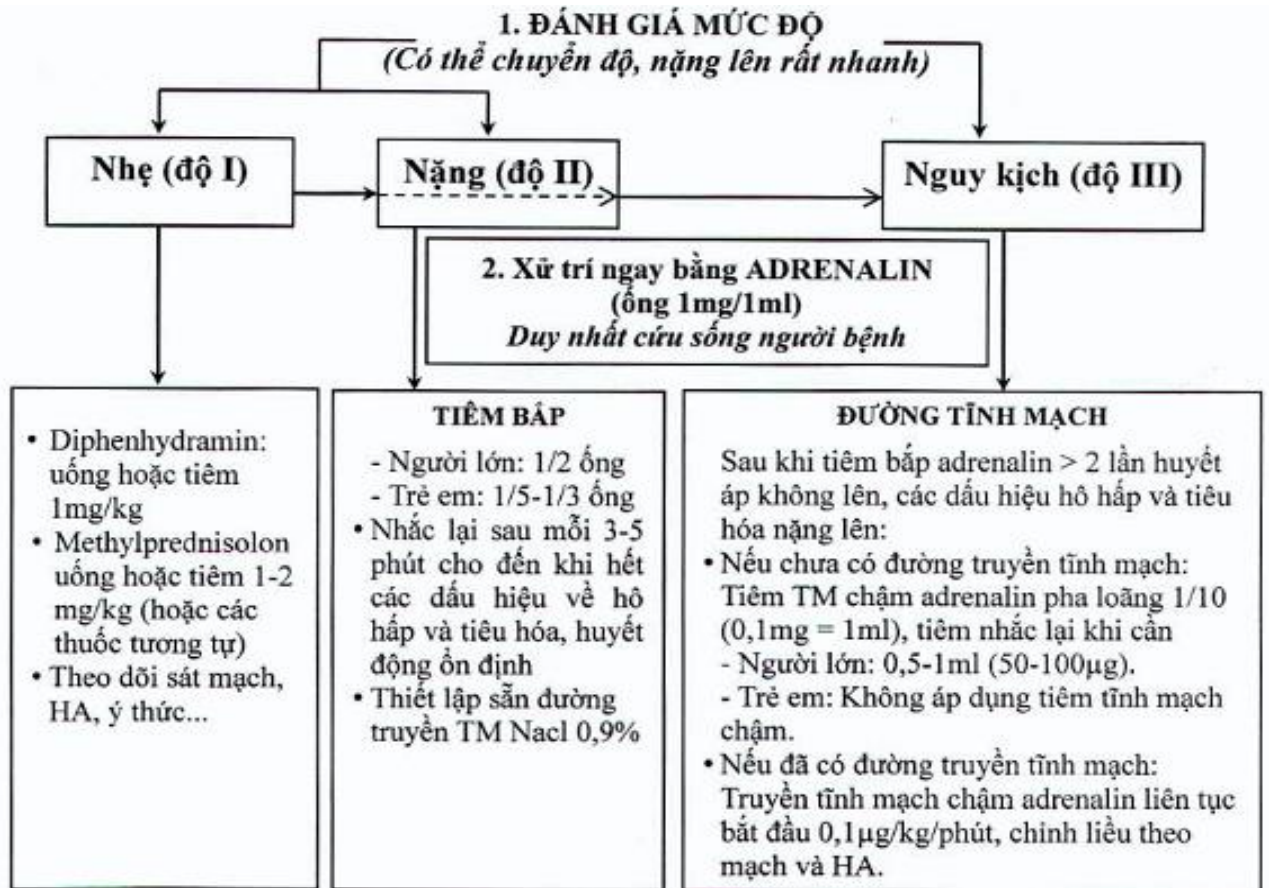 1. ĐÁNH GIÁ MỨC ĐỘ
(Có thể chuyển độ, nặng lên rất nhanh)
Nhẹ (độ I)
Nặng (độ II)
Nguy kịch (độ III)
2. Xử trí ngay bằng ADRENALIN
(ống 1mg/1ml)
Duy nhất cứu sống người bệnh
• Diphenhydramin:
uống hoặc tiêm
1mg/kg
• Methylprednisolon
uống hoặc tiêm 1-2
mg/kg (hoặc các
thuốc tương tự)
• Theo dõi sát mạch,
HA, ý thức...
TIÊM BẮP
- Người lớn: 1/2 ống
- Trẻ em: 1/5-1/3 ống
• Nhắc lại sau mỗi 3-5
phút cho đến khi hết
các dấu hiệu về hô
hấp và tiêu hóa, huyết
động ổn định
• Thiết lập sẵn đường
truyền TM Nacl 0,9%
ĐƯỜNG TĨNH MẠCH
Sau khi tiêm bắp adrenalin > 2 lần huyết
áp không lên, các dấu hiệu hô hấp và tiêu
hóa nặng lên:
• Nếu chưa có đường truyền tĩnh mạch:
Tiêm TM chậm adrenalin pha loãng 1/10
(0,1mg = 1ml), tiêm nhắc lại khi cần
- Người lớn: 0,5-1ml (50-100µg).
- Trẻ em: Không áp dụng tiêm tĩnh mạch
chậm.
• Nếu đã có đường truyền tĩnh mạch:
Truyền tĩnh mạch chậm adrenalin liên tục
bắt đầu 0,1µg/kg/phút, chỉnh liều theo
mạch và HA.